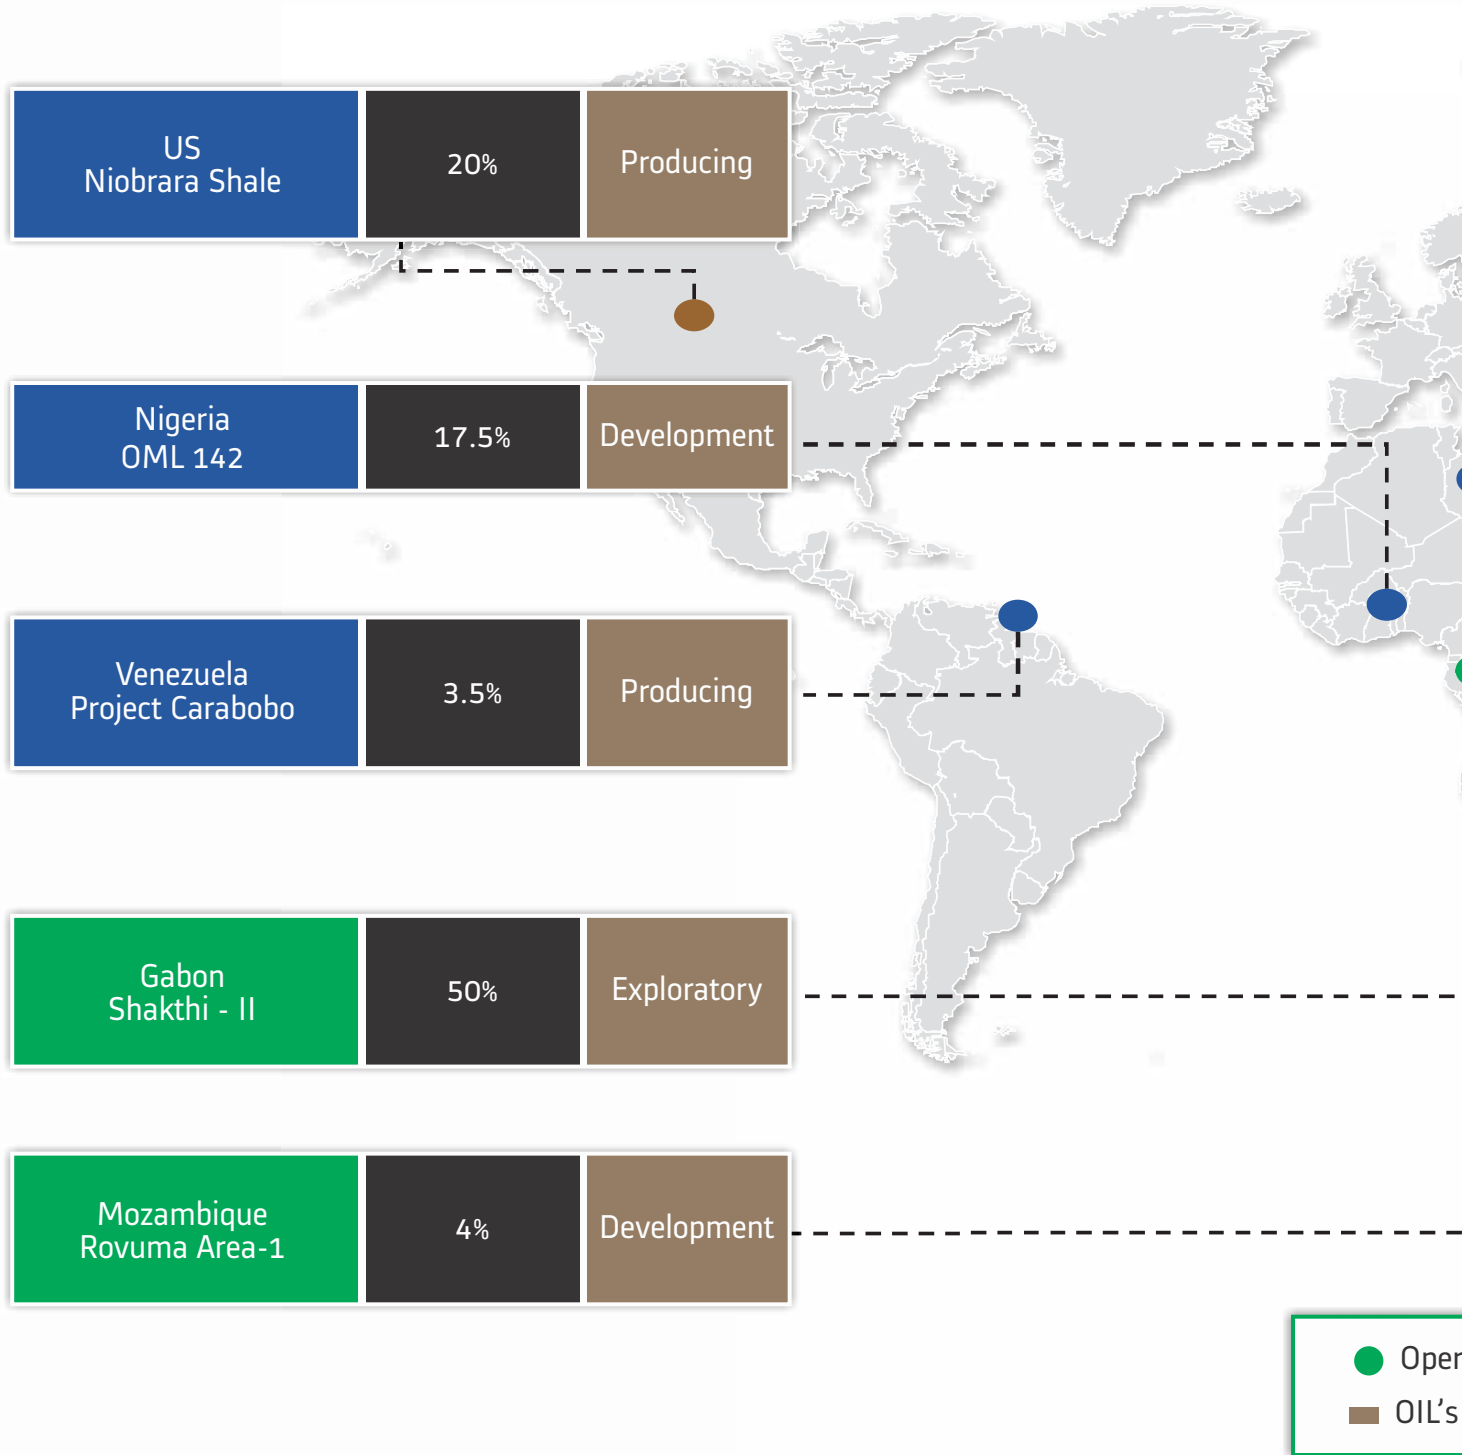 US
Niobrara Shale
20%
Producing
Nigeria
OML 142
17.5%
Development
Venezuela
Project Carabobo
3.5%
Producing
Gabon
Shakthi - II
50%
Exploratory
Mozambique
Rovuma Area-1
4%
Development
Oper
OIL's